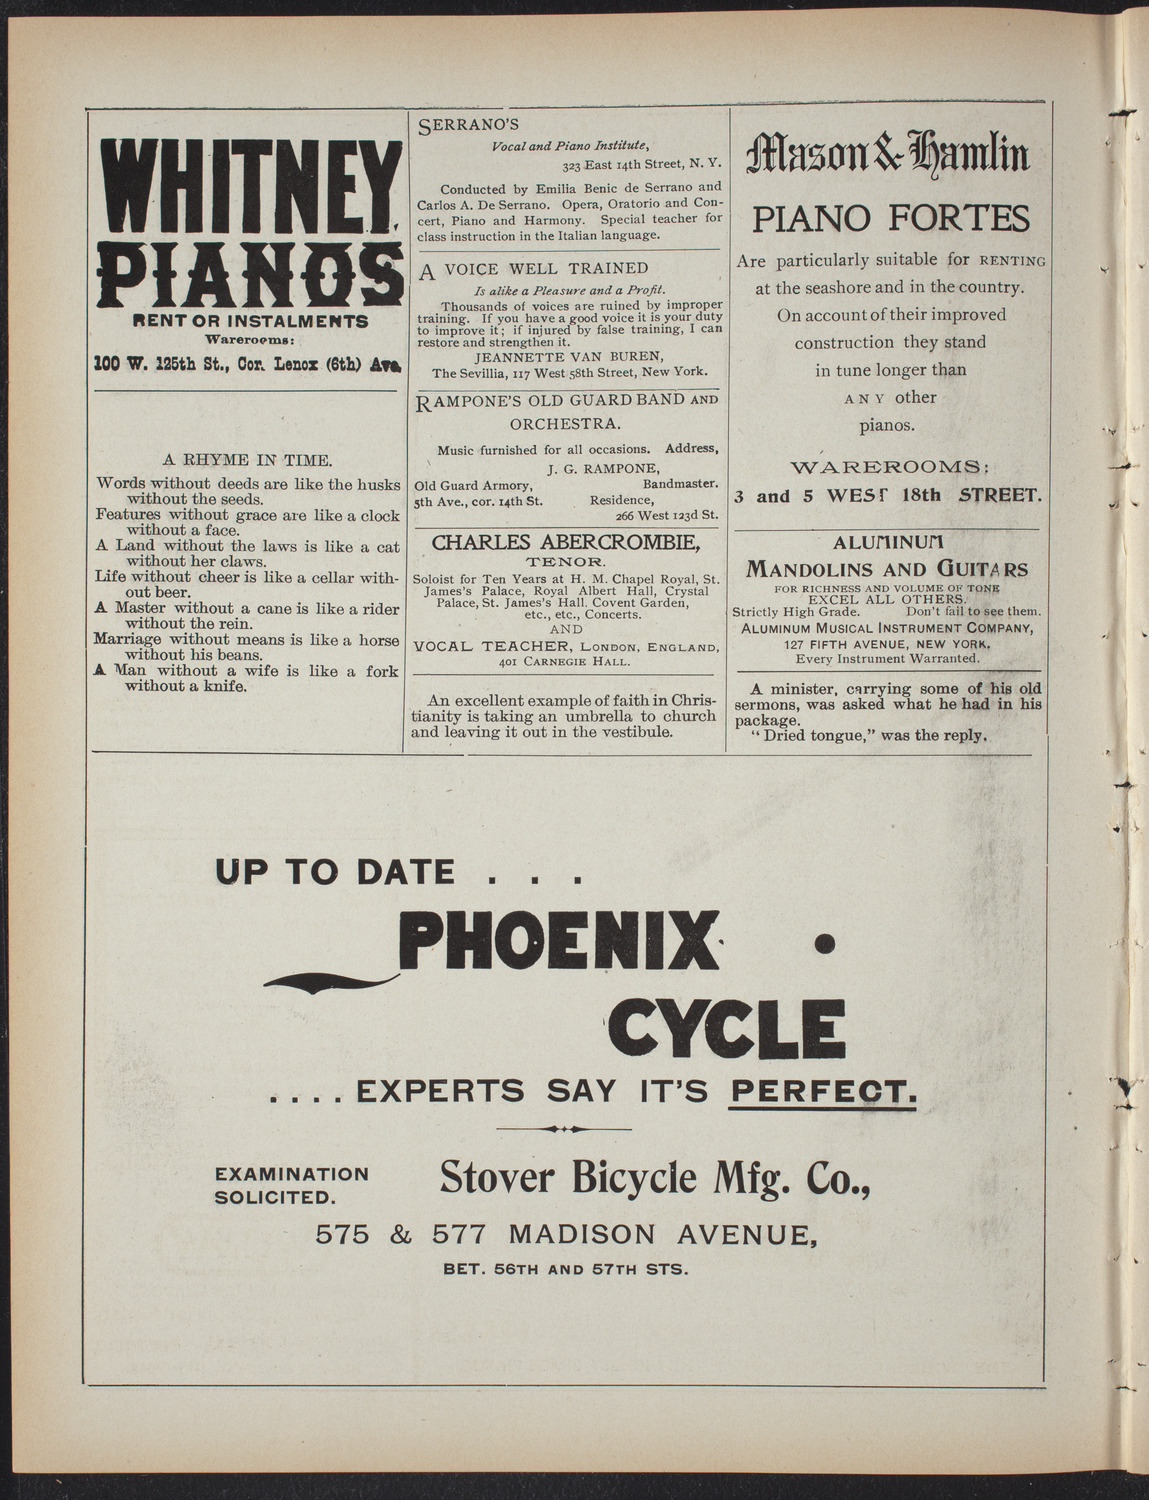 WHITNEY
PIANOS
RENT OR INSTALMENTS
Warerooms:
100 W. 125th St., Cor. Lenox (6th) Ave.
A RHYME IN TIME.
Words without deeds are like the husks
without the seeds.
Features without grace are like a clock
without a face.
A Land without the laws is like a cat
without her claws.
Life without cheer is like a cellar with-
out beer.
A Master without a cane is like a rider
without the rein.
Marriage without means is like a horse
without his beans.
A Man without a wife is like a fork
without a knife.
SERRANO'S
Vocal and Piano Institute,
323 East 14th Street, N. Y.
Conducted by Emilia Benic de Serrano and
Carlos A. De Serrano. Opera, Oratorio and Con-
cert, Piano and Harmony. Special teacher for
class instruction in the Italian language.
A VOICE WELL TRAINED
Is alike a Pleasure and a Profit.
Thousands of voices are ruined by improper
training. If you have a good voice it is your duty
to improve it; if injured by false training, I can
restore and strengthen it.
JEANNETTE VAN BUREN,
The Sevillia, 117 West 58th Street, New York.
RAMPONE'S OLD GUARD BAND AND
ORCHESTRA.
Music furnished for all occasions. Address,
J. G. RAMPONE,
Old Guard Armory, Bandmaster.
5th Ave., cor. 14th St. Residence,
266 West 123d St.
CHARLES ABERCROMBIE,
TENOR.
Soloist for Ten Years at H. M. Chapel Royal, St.
James's Palace, Royal Albert Hall, Crystal
Palace, St. James's Hall. Covent Garden,
etc., etc., Concerts.
AND
VOCAL TEACHER, LONDON, ENGLAND,
401 CARNEGIE HALL.
An excellent example of faith in Chris-
tianity is taking an umbrella to church
and leaving it out in the vestibule.
Mason & Hamlin
PIANO FORTES
Are particularly suitable for RENTING
at the seashore and in the country.
On account of their improved
construction they stand
in tune longer than
ANY other
pianos.
WAREROOMS:
3 and 5 WEST 18th STREET.
ALUMINUM
MANDOLINS AND GUITARS
FOR RICHNESS AND VOLUME OF TONE
EXCEL ALL OTHERS.
Strictly High Grade. Don't fail to see them.
ALUMINUM MUSICAL INSTRUMENT COMPANY,
127 FIFTH AVENUE, NEW YORK.
Every Instrument Warranted.
A minister, carrying some of his old
sermons, was asked what he had in his
package.
"Dried tongue," was the reply.
UP TO DATE . . .
PHOENIX
CYCLE
. . . . EXPERTS SAY IT'S PERFECT.
EXAMINATION
SOLICITED.
Stover Bicycle Mfg. Co.,
575 & 577 MADISON AVENUE,
BET. 56TH AND 57TH STS.